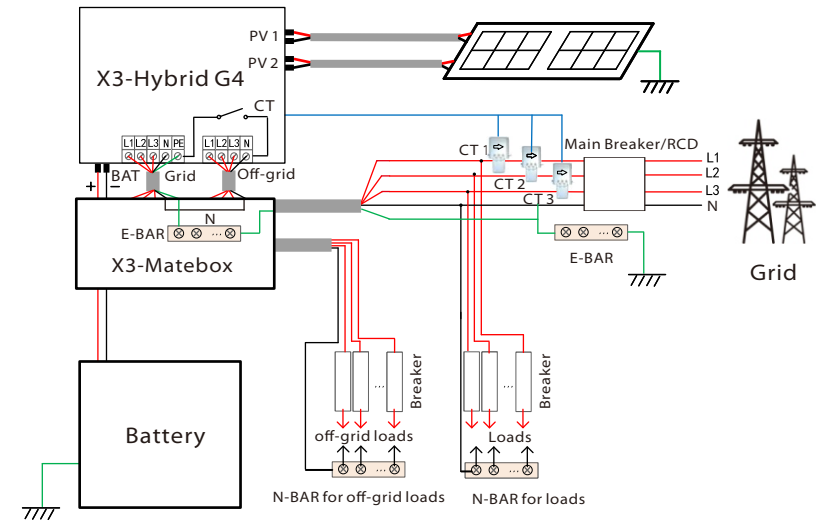 PV 1
PV 2
X3-Hybrid G4
CT
L1 L2 L3 N PE
L1 L2 L3 N
+ BAT −
Grid
Off-grid
CT 1
CT 2
CT 3
Main Breaker/RCD
L1
L2
L3
N
N
E-BAR
...
X3-Matebox
...
E-BAR
Grid
Battery
...
Breaker
...
Breaker
off-grid loads
Loads
...
...
N-BAR for off-grid loads
N-BAR for loads